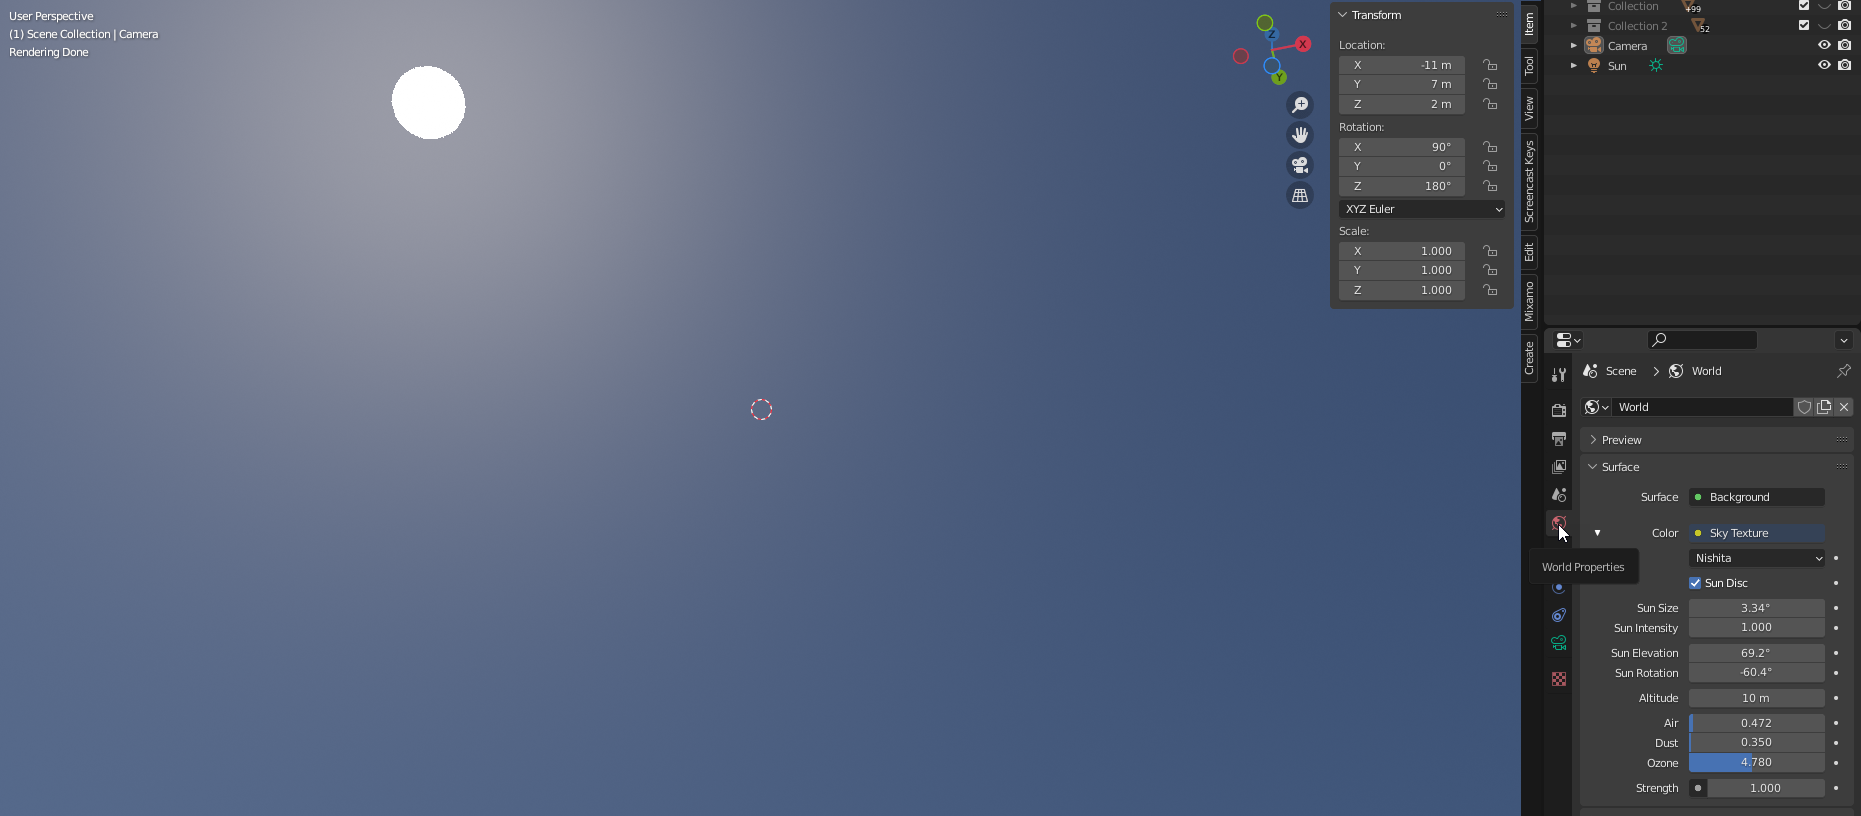 User Perspective
(1) Scene Collection | Camera
Rendering Done
Z
X
Y
Transform
Location:
X -11 m
Y 7 m
Z 2 m
Rotation:
X 90°
Y 0°
Z 180°
XYZ Euler
Scale:
X 1.000
Y 1.000
Z 1.000
Item
Tool
View
Screencast Keys
Edit
Mixamo
Create
Collection +99
Collection 2 52
Camera
Sun
Scene > World
World
Preview
Surface
Surface Background
Color Sky Texture
Nishita
World Properties
Sun Disc
Sun Size 3.34°
Sun Intensity 1.000
Sun Elevation 69.2°
Sun Rotation -60.4°
Altitude 10 m
Air 0.472
Dust 0.350
Ozone 4.780
Strength 1.000